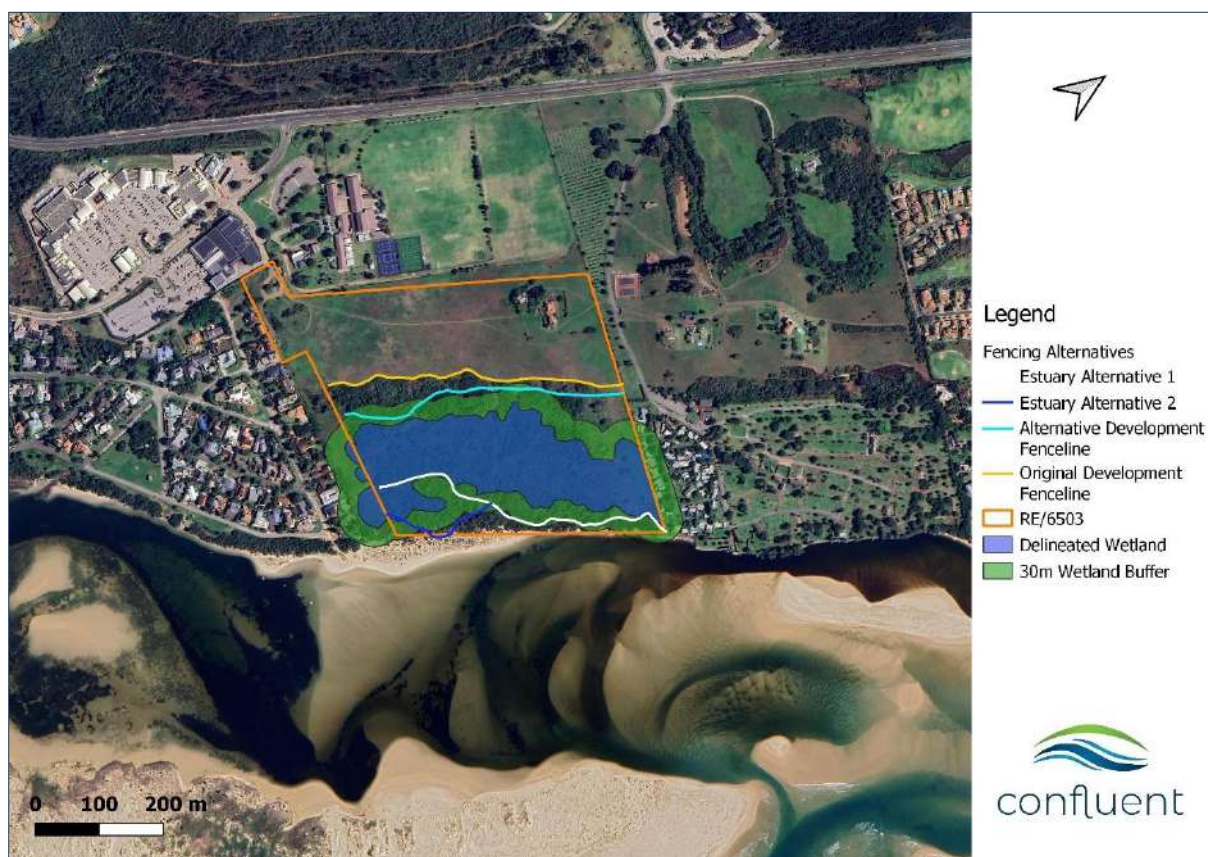 Legend
Fencing Alternatives
Estuary Alternative 1
Estuary Alternative 2
Alternative Development
Fenceline
Original Development
Fenceline
RE/6503
Delineated Wetland
30m Wetland Buffer
0 100 200 m
confluent